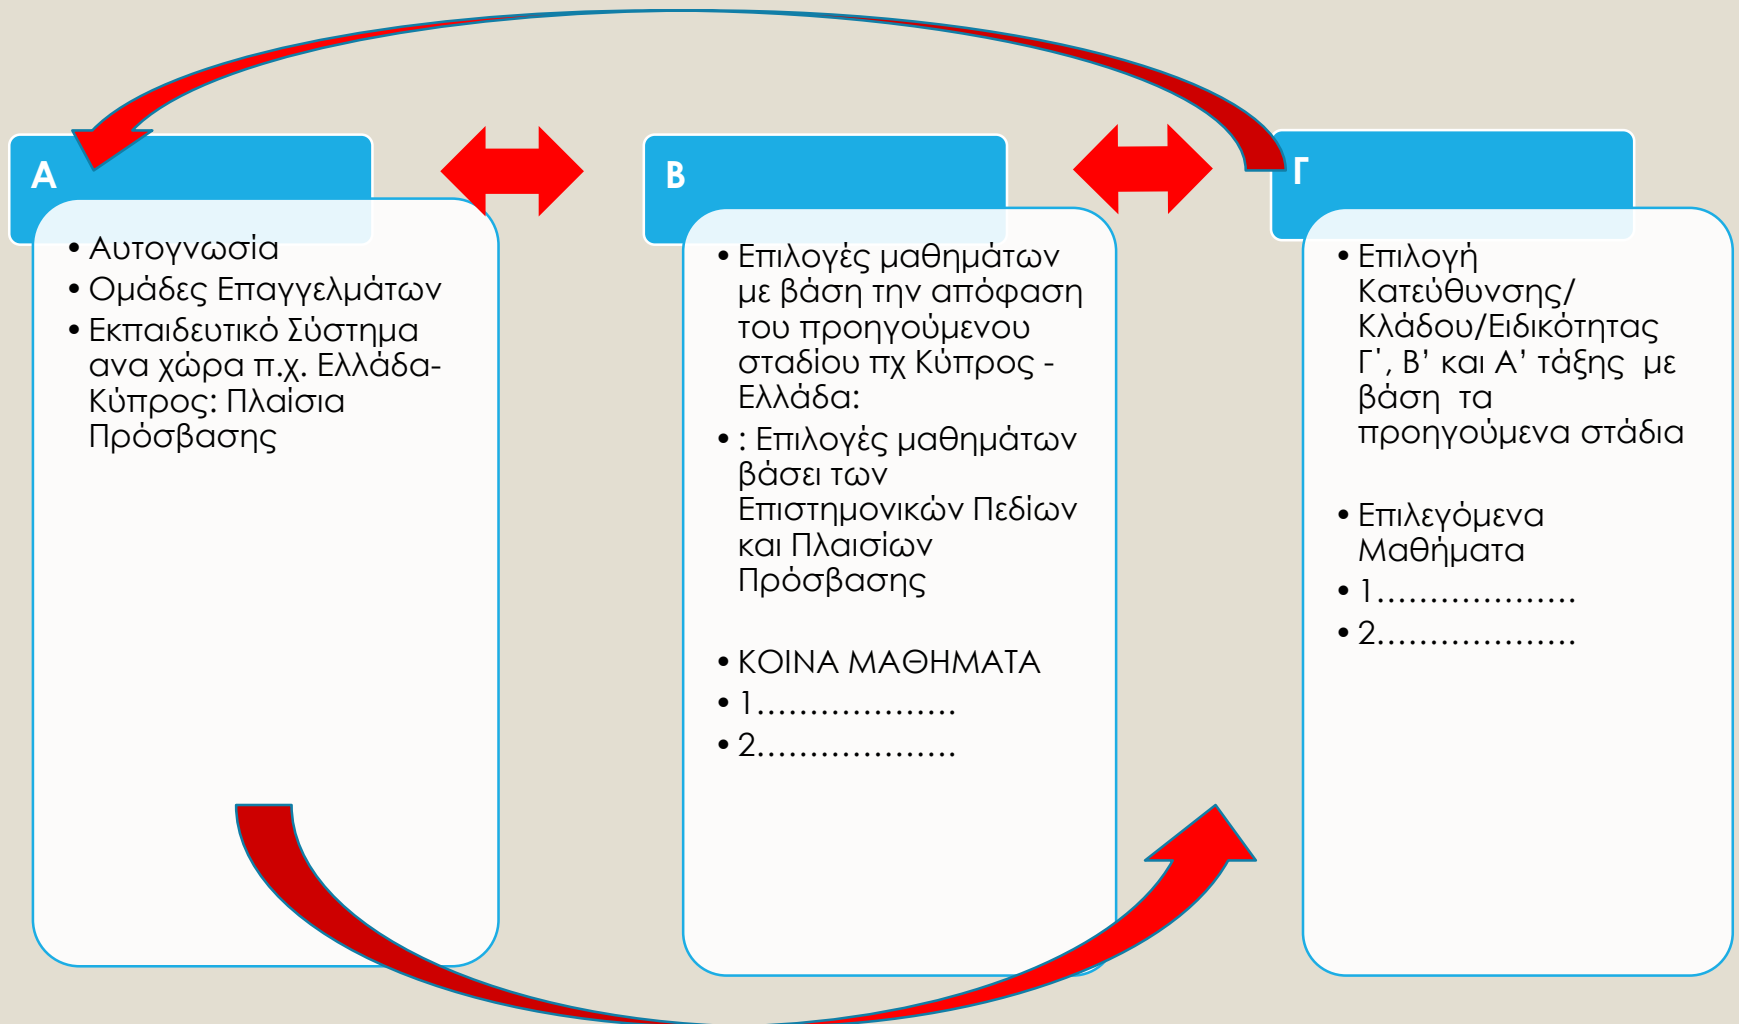 Α
• Αυτογνωσία
• Ομάδες Επαγγελμάτων
• Εκπαιδευτικό Σύστημα
ανα χώρα π.χ. Ελλάδα-
Κύπρος: Πλαίσια
Πρόσβασης
Β
• Επιλογές μαθημάτων
με βάση την απόφαση
του προηγούμενου
σταδίου πχ Κύπρος -
Ελλάδα:
• : Επιλογές μαθημάτων
βάσει των
Επιστημονικών Πεδίων
και Πλαισίων
Πρόσβασης
• ΚΟΙΝΑ ΜΑΘΗΜΑΤΑ
• 1...................
• 2...................
Γ
• Επιλογή
Κατεύθυνσης/
Κλάδου/Ειδικότητας
Γ΄, Β’ και Α’ τάξης  με
βάση  τα
προηγούμενα στάδια
• Επιλεγόμενα
Μαθήματα
• 1...................
• 2...................